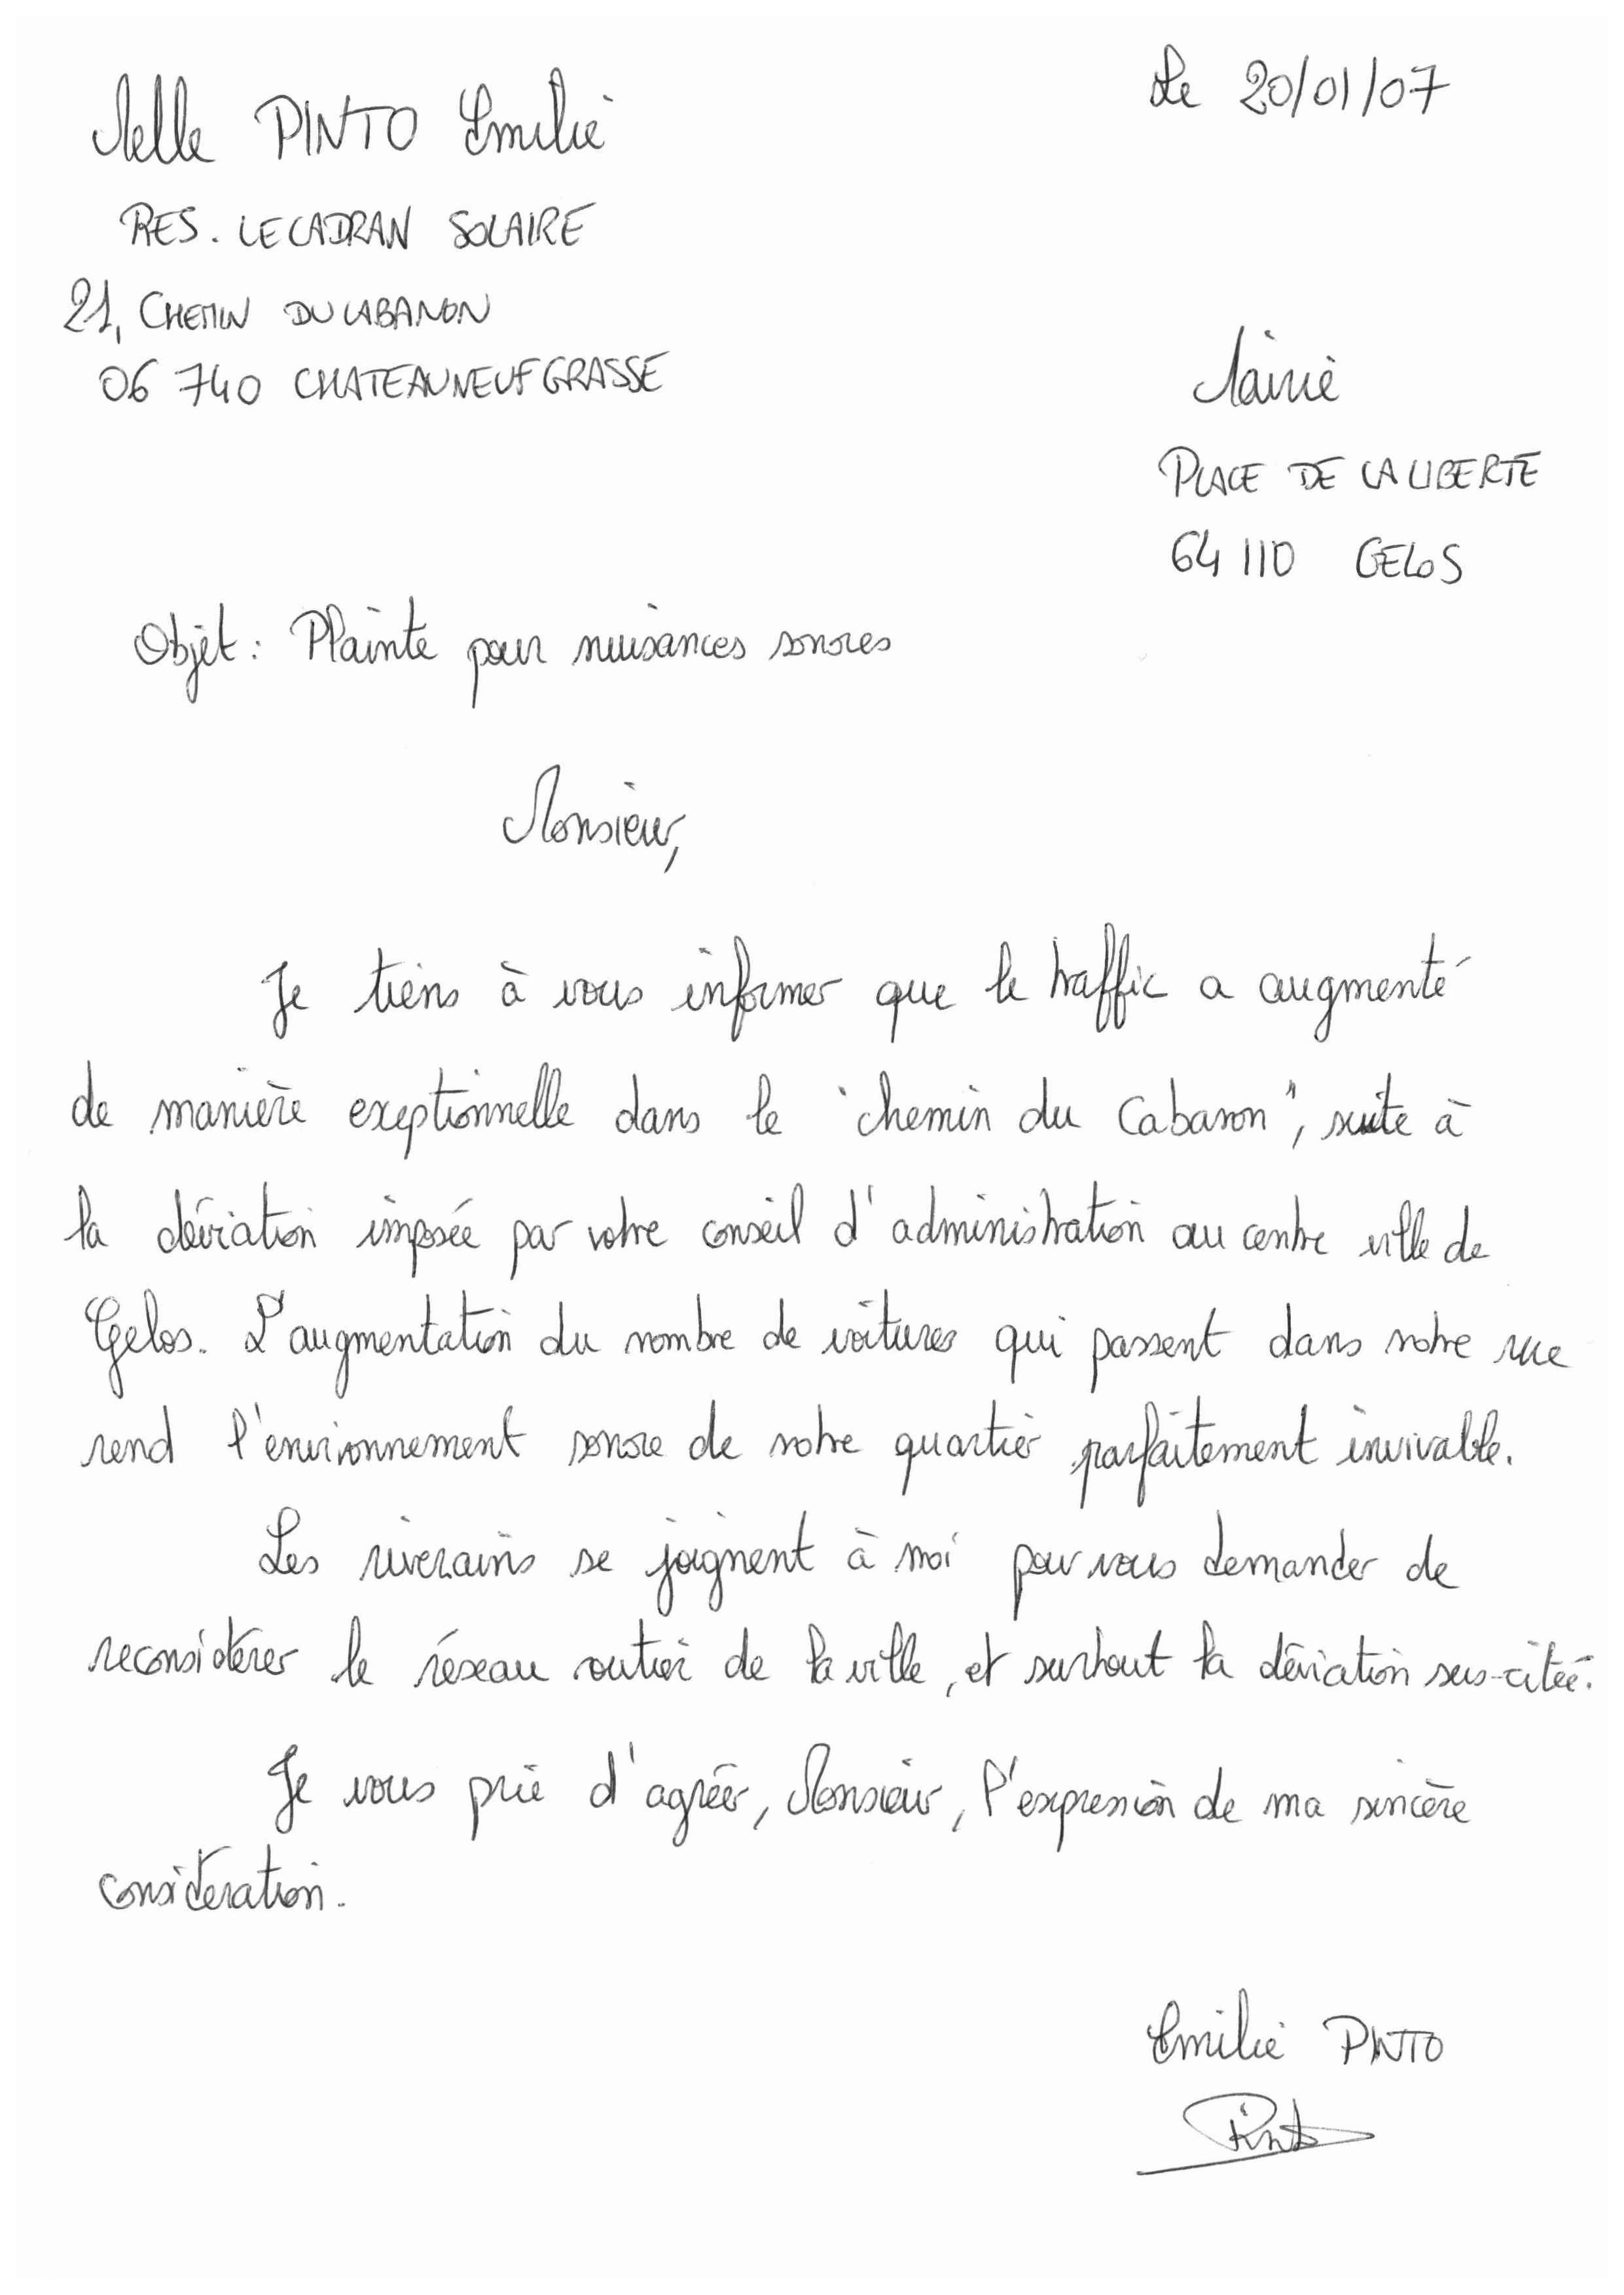 Melle PINTO Emilie
Le 20/01/07
RES. LE CADRAN SOLAIRE
21, CHEMIN DU CABANON
06 740 CHATEAUNEUF GRASSE
Mairie
PLACE DE LA LIBERTE
64 110 GELOS
Objet : Plainte pour nuisances sonores
Monsieur,
Je tiens à vous informer que le traffic a augmenté
de manière exeptionnelle dans le "chemin du Cabanon", suite à
la déviation imposée par votre conseil d'administration au centre ville de
Gelos. L'augmentation du nombre de voitures qui passent dans notre rue
rend l'environnement sonore de notre quartier parfaitement invivable.
Les riverains se joignent à moi pour vous demander de
reconsidérer le réseau routier de la ville, et surtout la déviation sus-citée.
Je vous prie d'agréer, Monsieur, l'expression de ma sincère
considération.
Emilie PINTO
Pinto